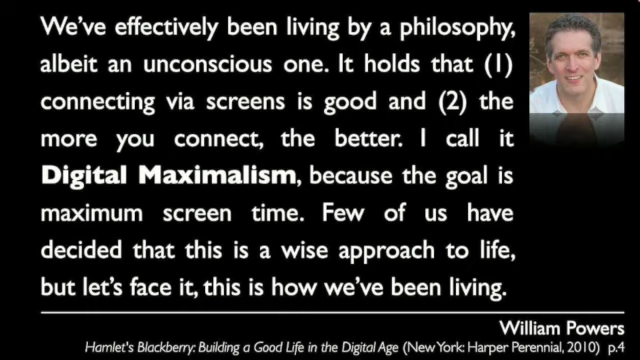 We've effectively been living by a philosophy,
albeit an unconscious one. It holds that (1)
connecting via screens is good and (2) the
more you connect, the better. I call it
Digital Maximalism, because the goal is
maximum screen time. Few of us have
decided that this is a wise approach to life,
but let's face it, this is how we've been living.
William Powers
Hamlet's Blackberry: Building a Good Life in the Digital Age (New York: Harper Perennial, 2010) p.4